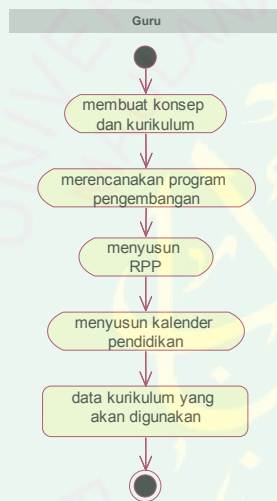 Guru
membuat konsep
dan kurikulum
merencanakan program
pengembangan
menyusun
RPP
menyusun kalender
pendidikan
data kurikulum yang
akan digunakan